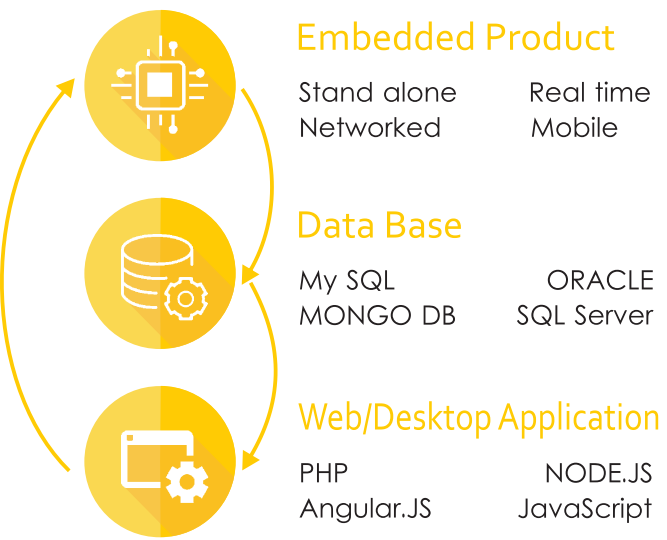 Embedded Product
Stand alone Real time
Networked Mobile
Data Base
My SQL ORACLE
MONGO DB SQL Server
Web/Desktop Application
PHP NODE.JS
Angular.JS JavaScript